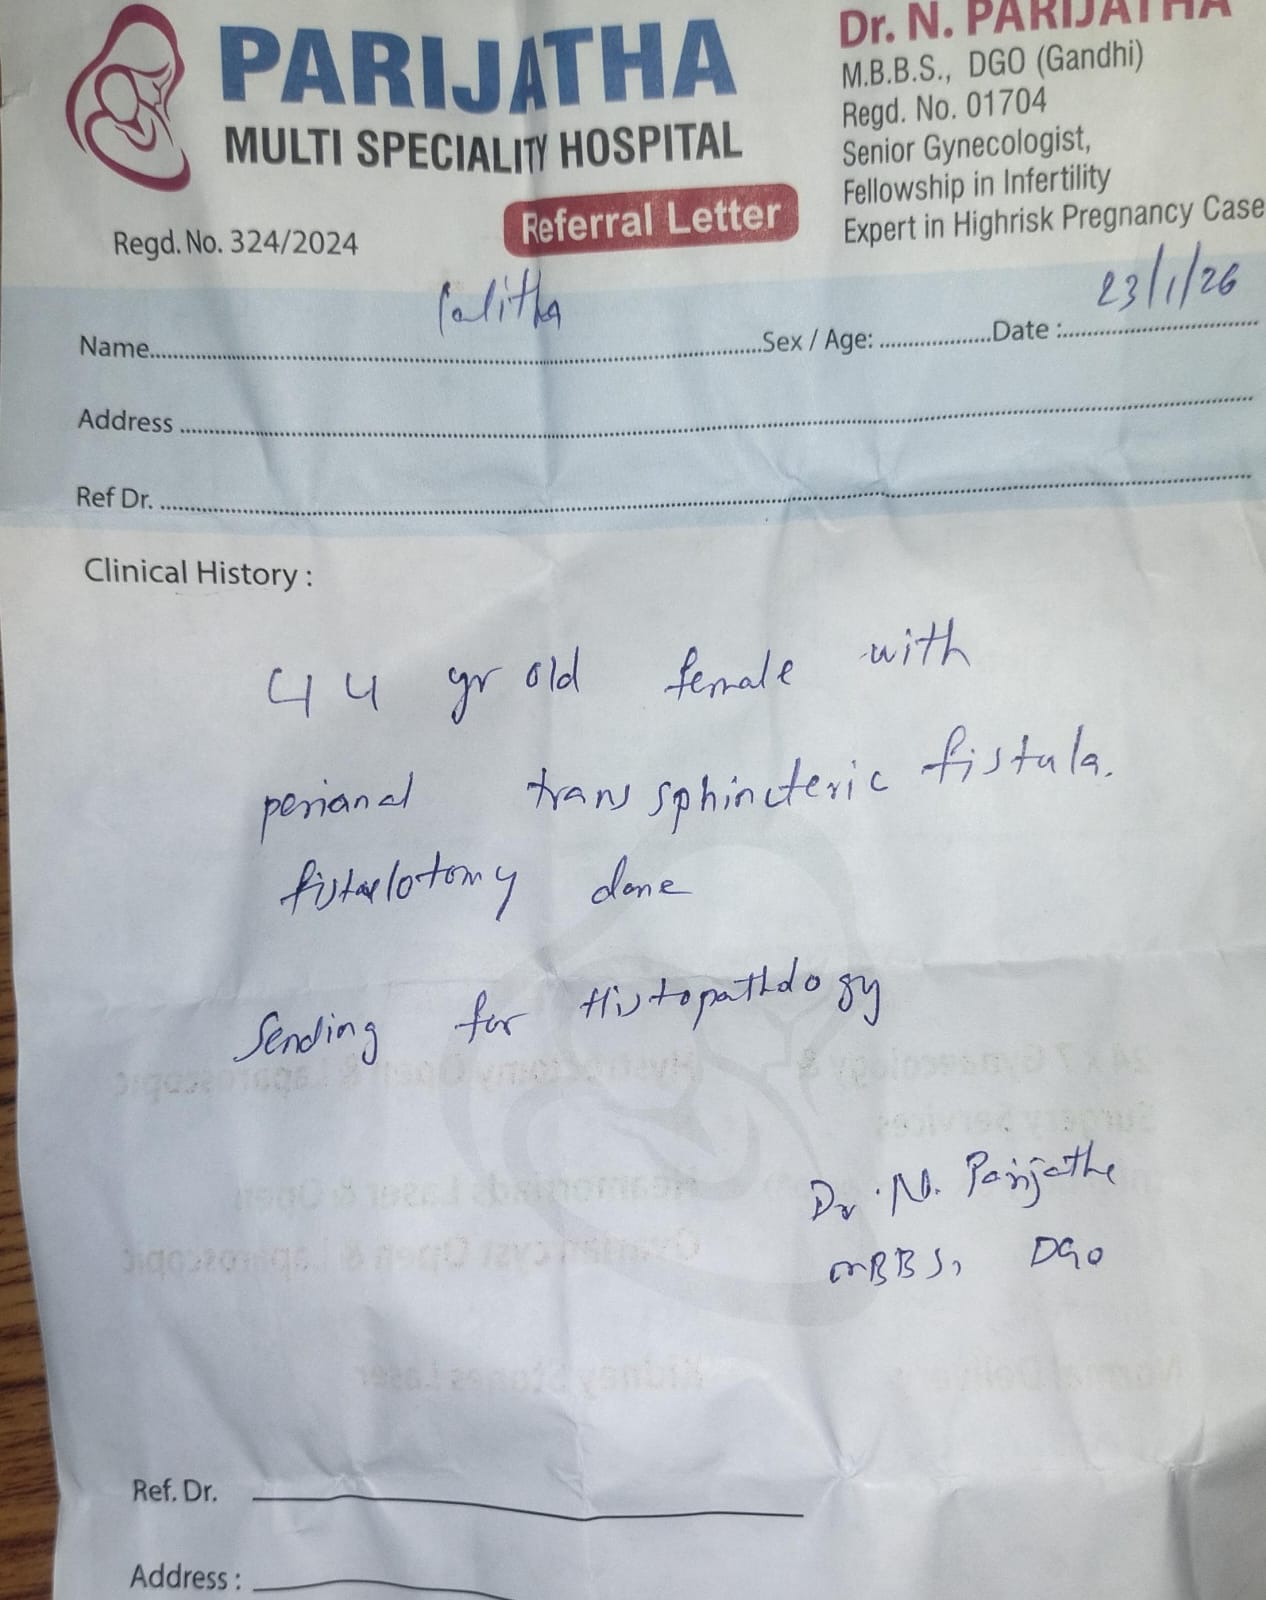 PARIJATHA
MULTI SPECIALITY HOSPITAL
Regd. No. 324/2024
Referral Letter
Dr. N. PARIJATHA
M.B.B.S., DGO (Gandhi)
Regd. No. 01704
Senior Gynecologist,
Fellowship in Infertility
Expert in Highrisk Pregnancy Case
Name.......... Lalitha ..........Sex / Age: ..........Date :.......... 23/1/26
Address ..........
Ref Dr. ..........
Clinical History :
44 yr old female with
perianal trans sphincteric fistula.
fistulotomy done
Sending for Histopathology
Dr. N. Parijatha
MBBS, DGO
Ref. Dr.
Address :